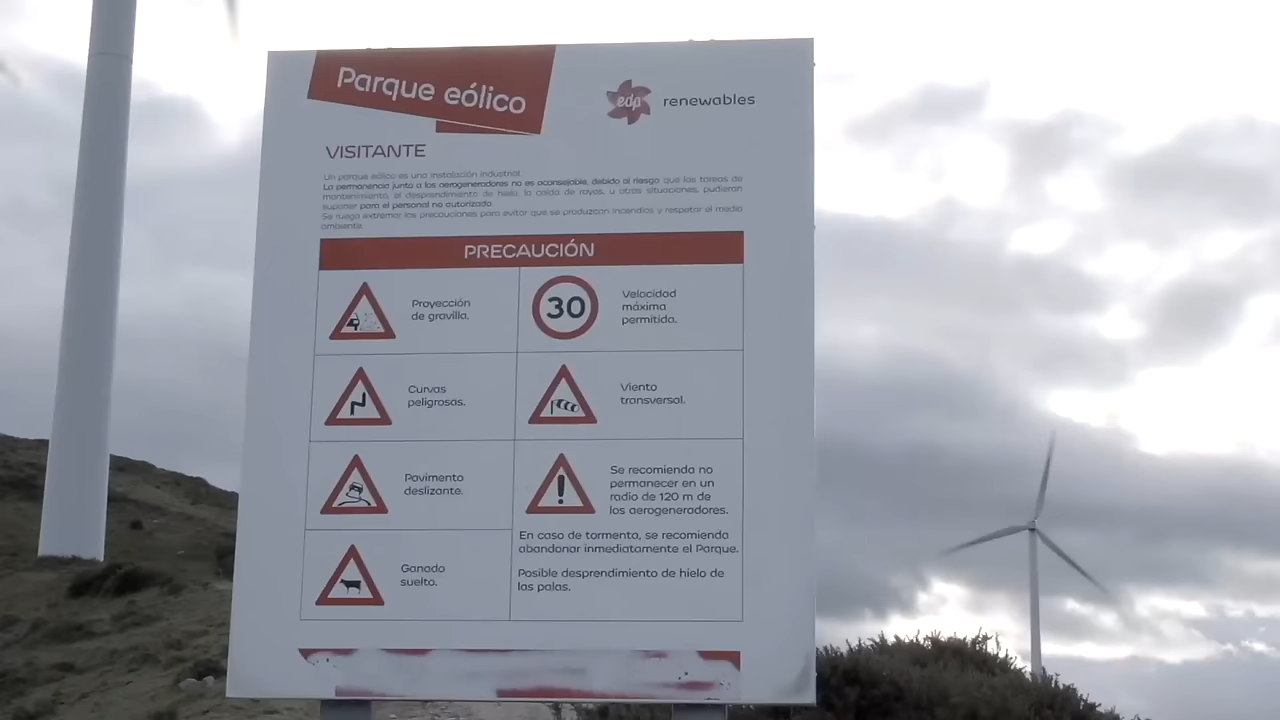 Parque eólico
edp renewables
VISITANTE
Un parque eólico es una instalación industrial
La permanencia junto a los aerogeneradores no es aconsejable, debido al riesgo que las tareas de
mantenimiento, el desprendimiento de hielo, la caída de rayos, u otras situaciones, pudieran
suponer para el personal no autorizado
Se ruega extremar las precauciones para evitar que se produzcan incendios y respetar el medio
ambiente.
PRECAUCIÓN
Proyección
de gravilla.
30
Velocidad
máxima
permitida.
Curvas
peligrosas.
Viento
transversal.
Pavimento
deslizante.
Se recomienda no
permanecer en un
radio de 120 m de
los aerogeneradores.
En caso de tormenta, se recomienda
abandonar inmediatamente el Parque.
Posible desprendimiento de hielo de
las palas.
Ganado
suelto.